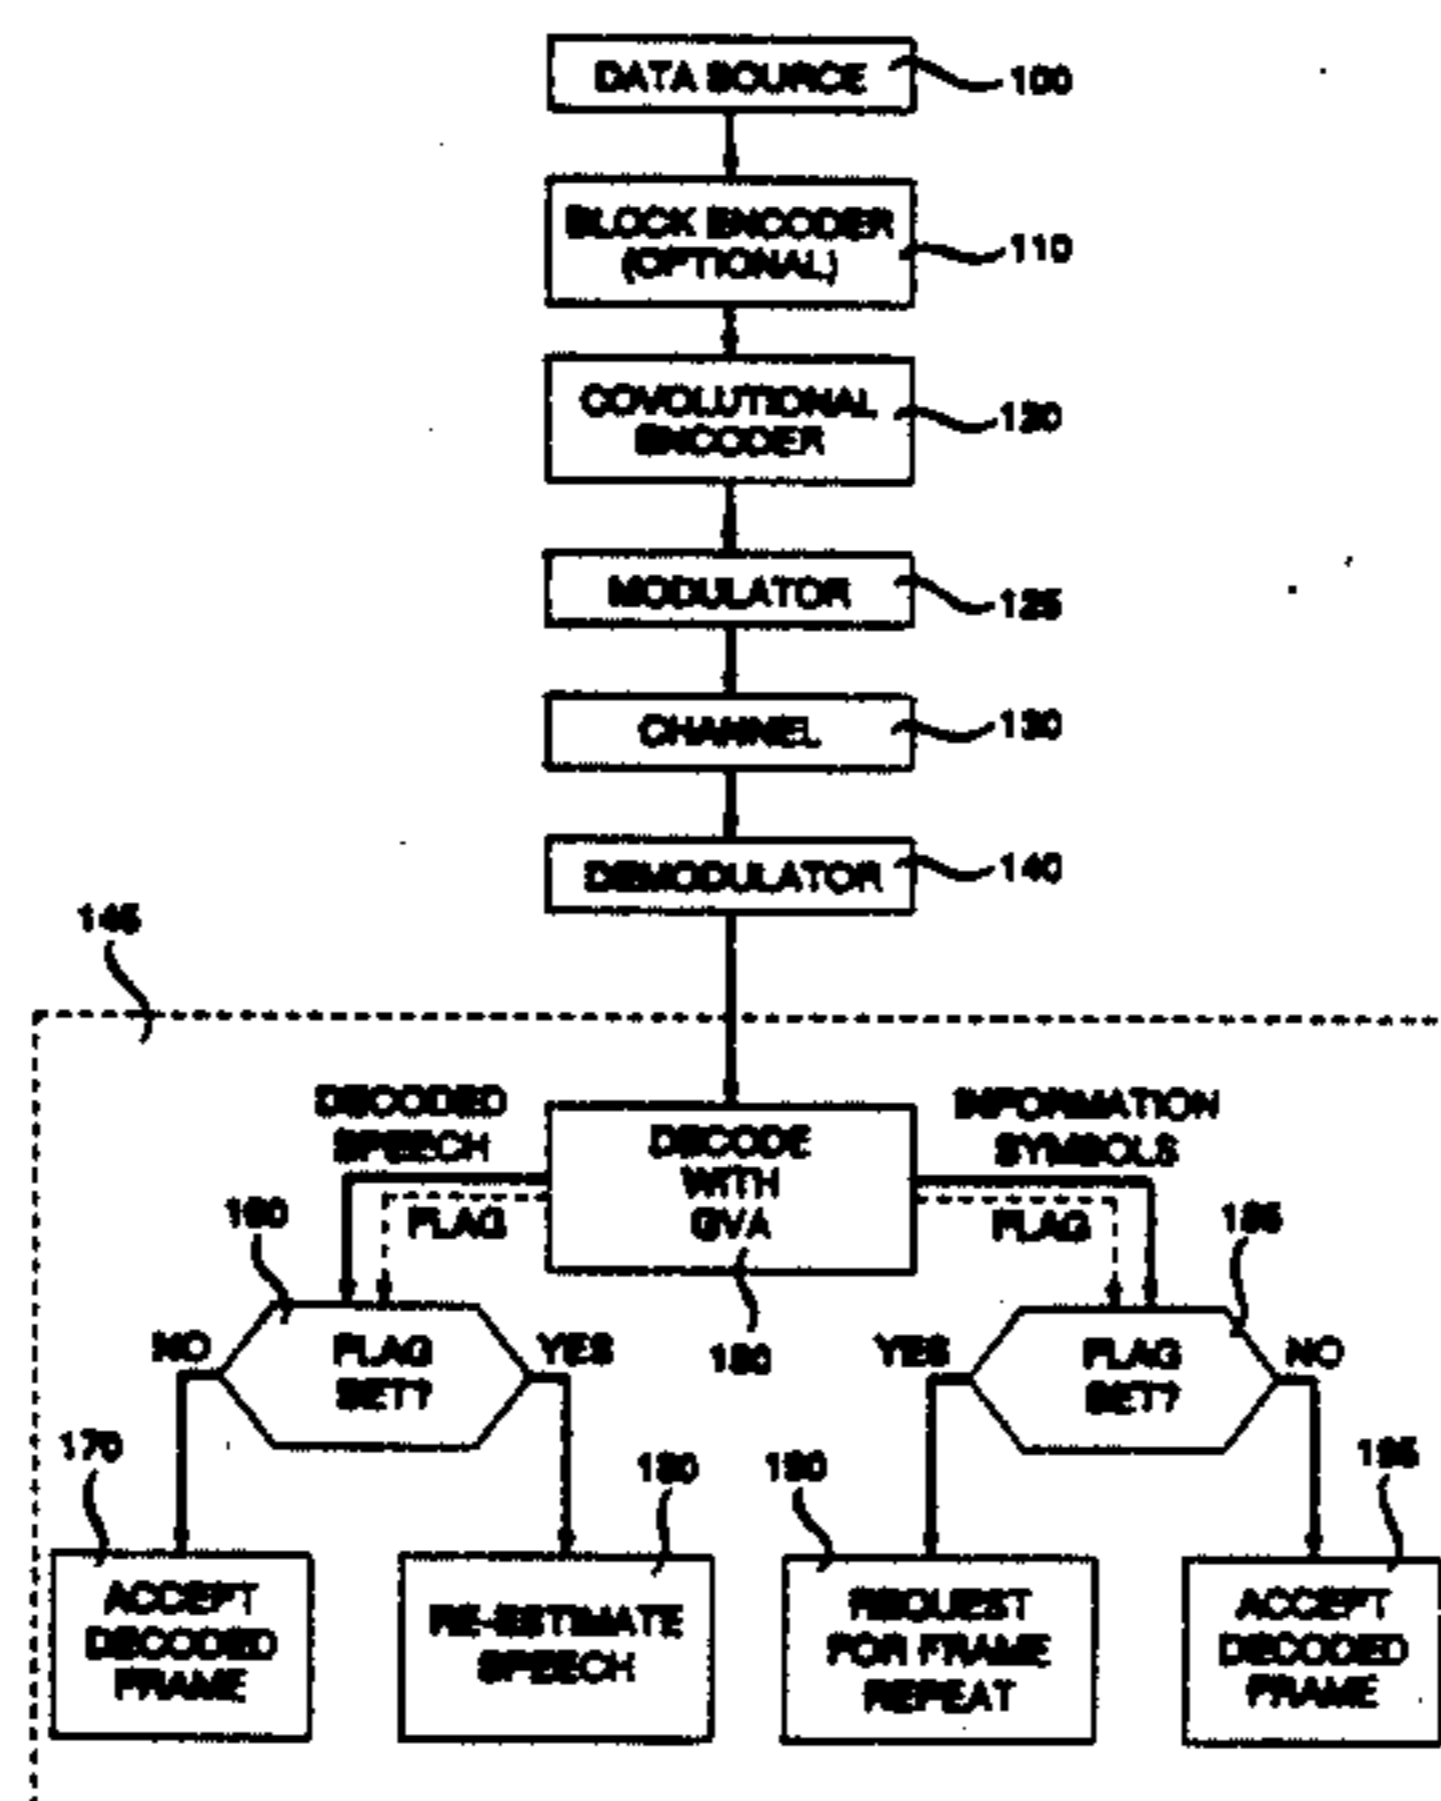 DATA SOURCE
100
BLOCK ENCODER
(OPTIONAL)
110
COVOLUTIONAL
ENCODER
120
MODULATOR
125
CHANNEL
130
DEMODULATOR
140
145
DECODED
SPEECH
FLAG
DECODE
WITH
GVA
INFORMATION
SYMBOLS
FLAG
NO
FLAG
SET?
YES
YES
FLAG
SET?
NO
170
180
190
195
ACCEPT
DECODED
FRAME
RE-ESTIMATE
SPEECH
REQUEST
FOR FRAME
REPEAT
ACCEPT
DECODED
FRAME